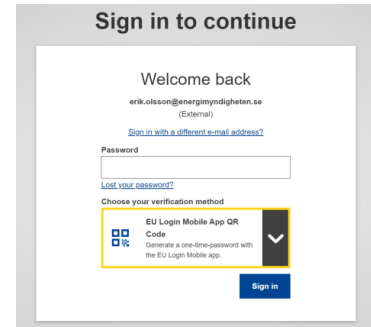 Sign in to continue
Welcome back
erik.olsson@energimyndigheten.se
(External)
Sign in with a different e-mail address?
Password
Lost your password?
Choose your verification method
EU Login Mobile App QR
Code
Generate a one-time-password with
the EU Login Mobile app.
Sign in